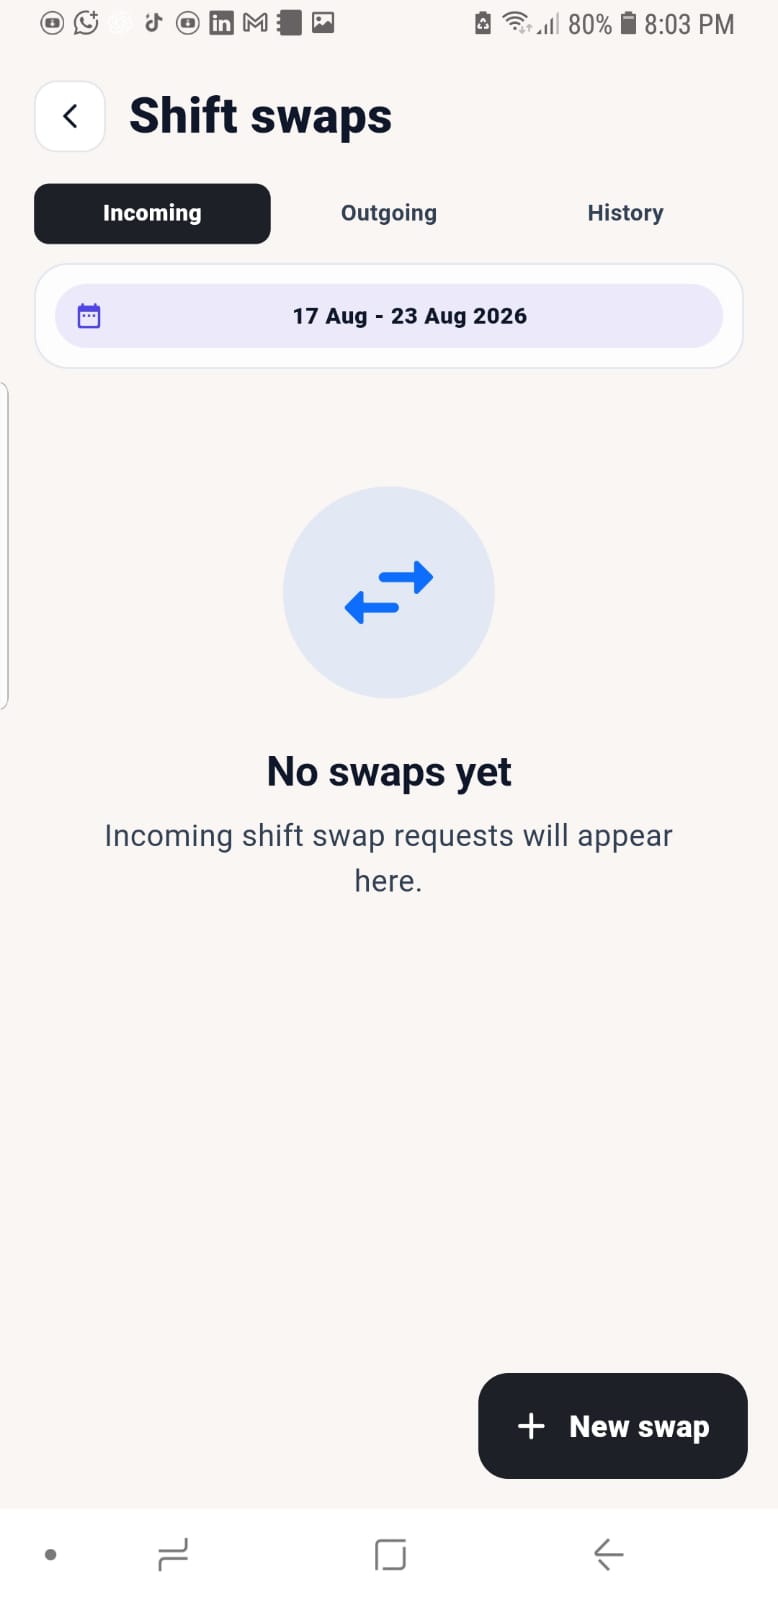 80% 8:03 PM
Shift swaps
Incoming Outgoing History
17 Aug - 23 Aug 2026
No swaps yet
Incoming shift swap requests will appear
here.
+ New swap